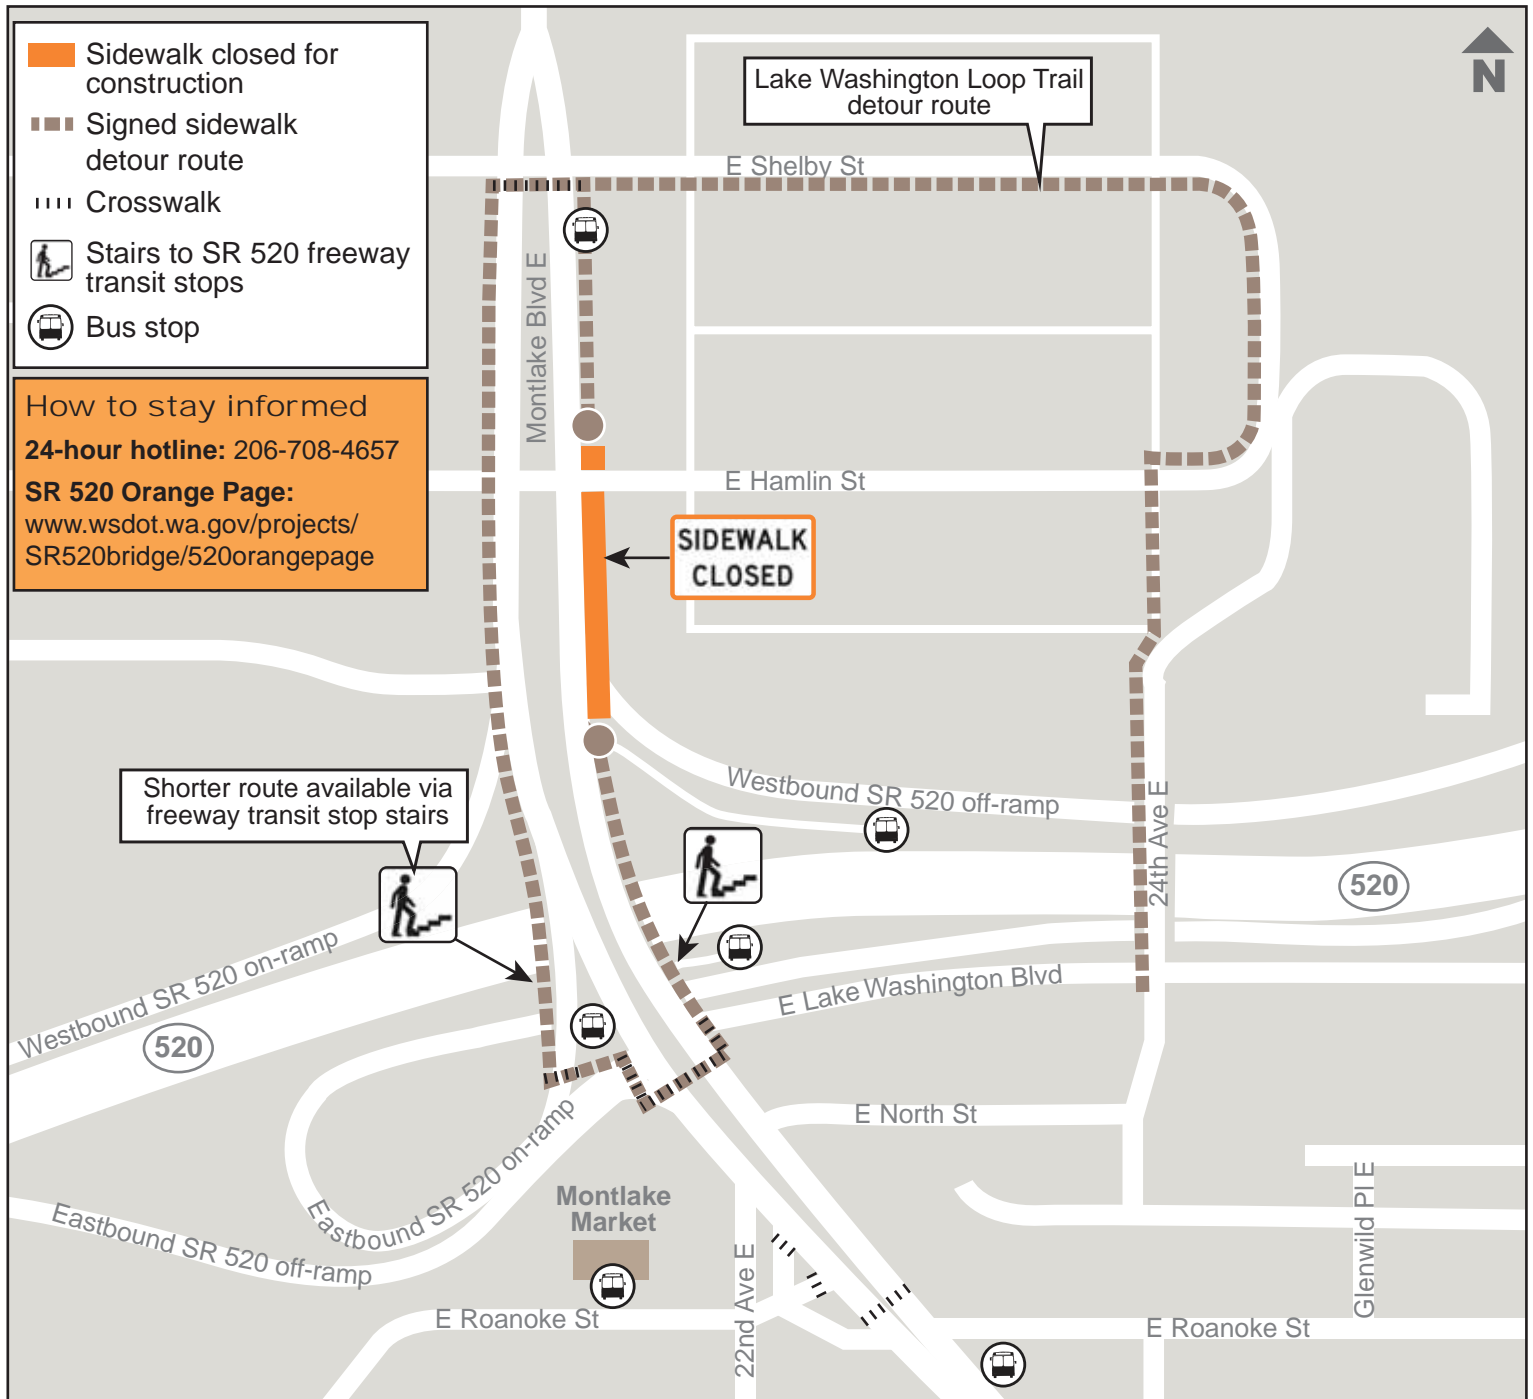 Sidewalk closed for
construction
Signed sidewalk
detour route
Crosswalk
Stairs to SR 520 freeway
transit stops
Bus stop
How to stay informed
24-hour hotline: 206-708-4657
SR 520 Orange Page:
www.wsdot.wa.gov/projects/
SR520bridge/520orangepage
N
Lake Washington Loop Trail
detour route
E Shelby St
Montlake Blvd E
E Hamlin St
SIDEWALK
CLOSED
Shorter route available via
freeway transit stop stairs
Westbound SR 520 off-ramp
24th Ave E
520
Westbound SR 520 on-ramp
520
E Lake Washington Blvd
E North St
Eastbound SR 520 on-ramp
Eastbound SR 520 off-ramp
Montlake
Market
22nd Ave E
Glenwild Pl E
E Roanoke St
E Roanoke St